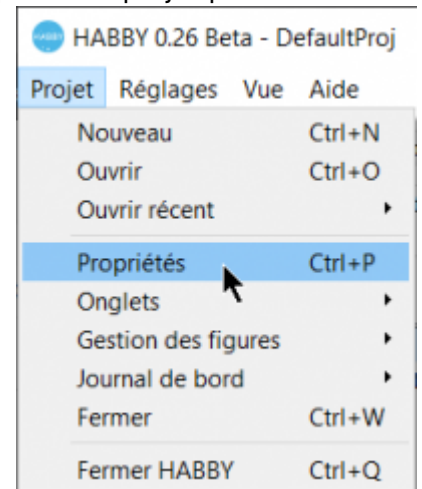 HABBY 0.26 Beta - DefaultProj
Projet Réglages Vue Aide
Nouveau Ctrl+N
Ouvrir Ctrl+O
Ouvrir récent
Propriétés Ctrl+P
Onglets
Gestion des figures
Journal de bord
Fermer Ctrl+W
Fermer HABBY Ctrl+Q